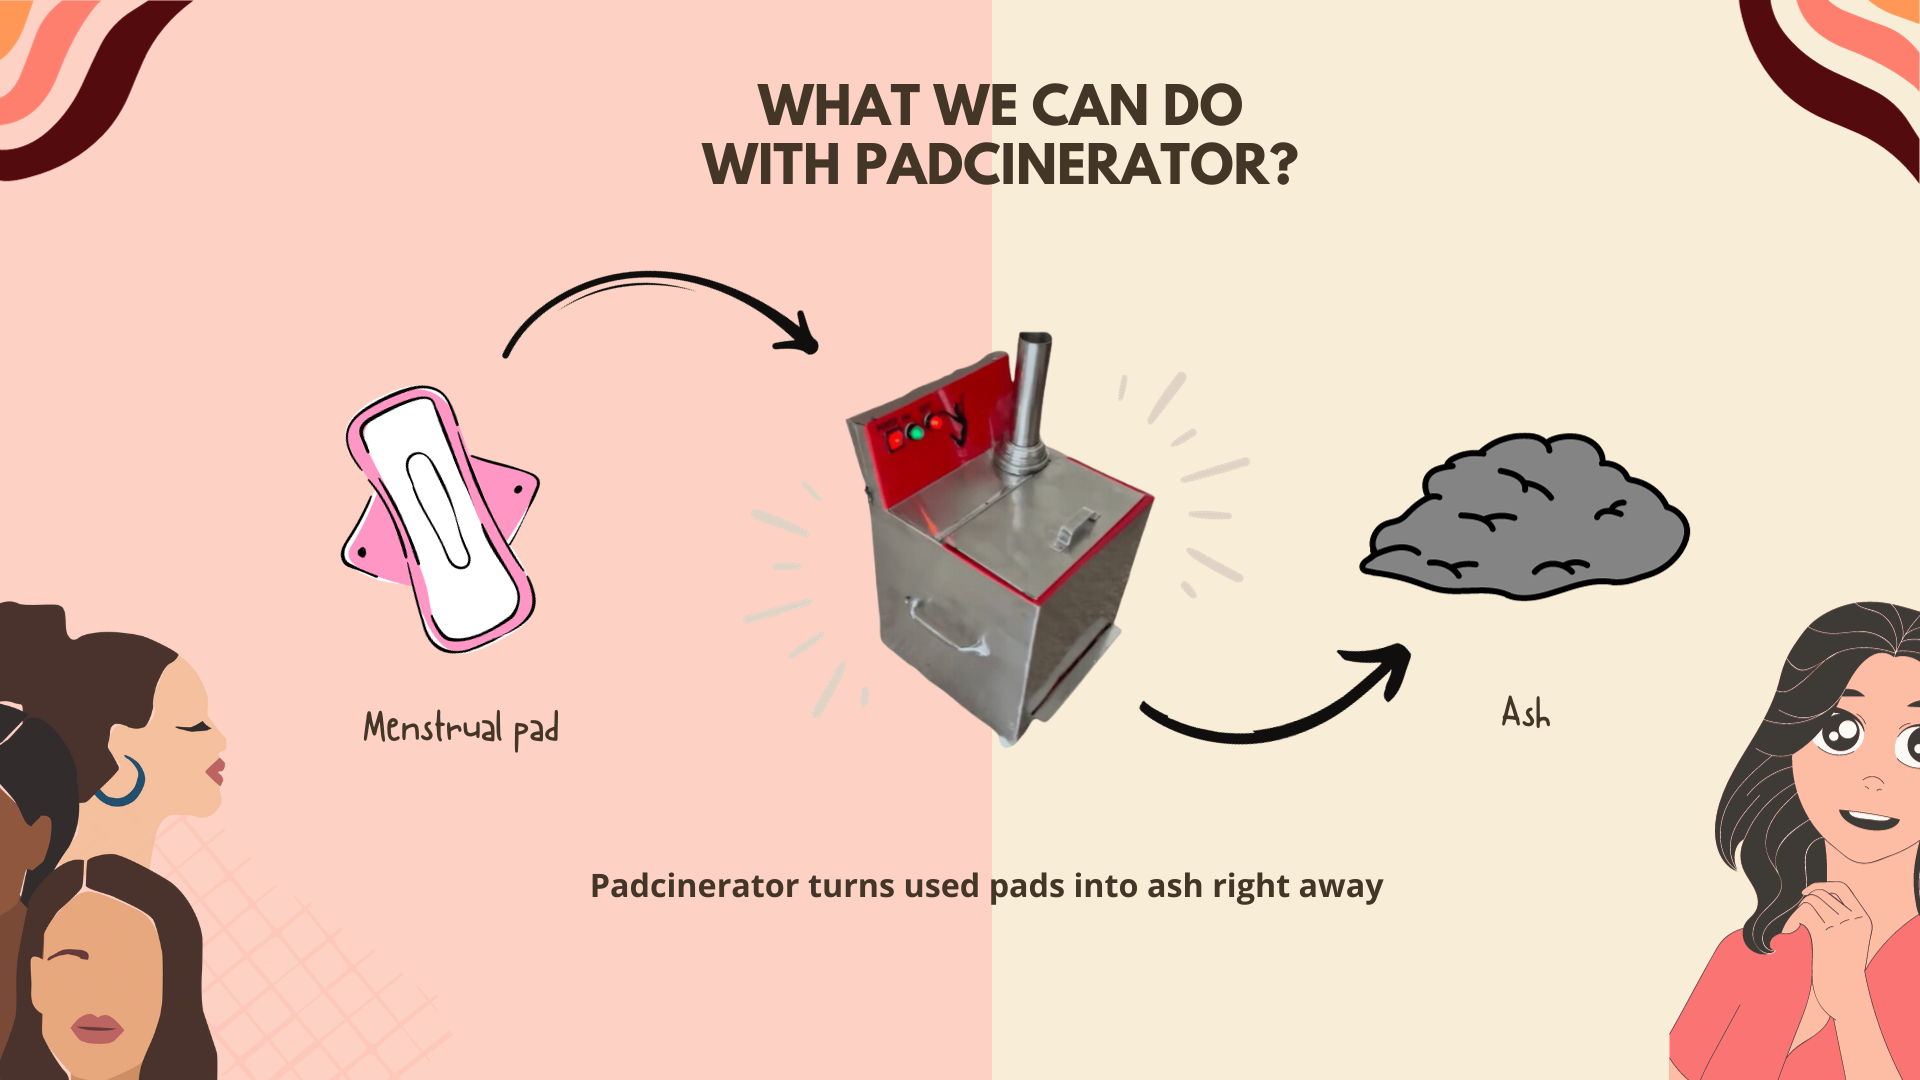 WHAT WE CAN DO
WITH PADCINERATOR?
Menstrual pad
Ash
Padcinerator turns used pads into ash right away